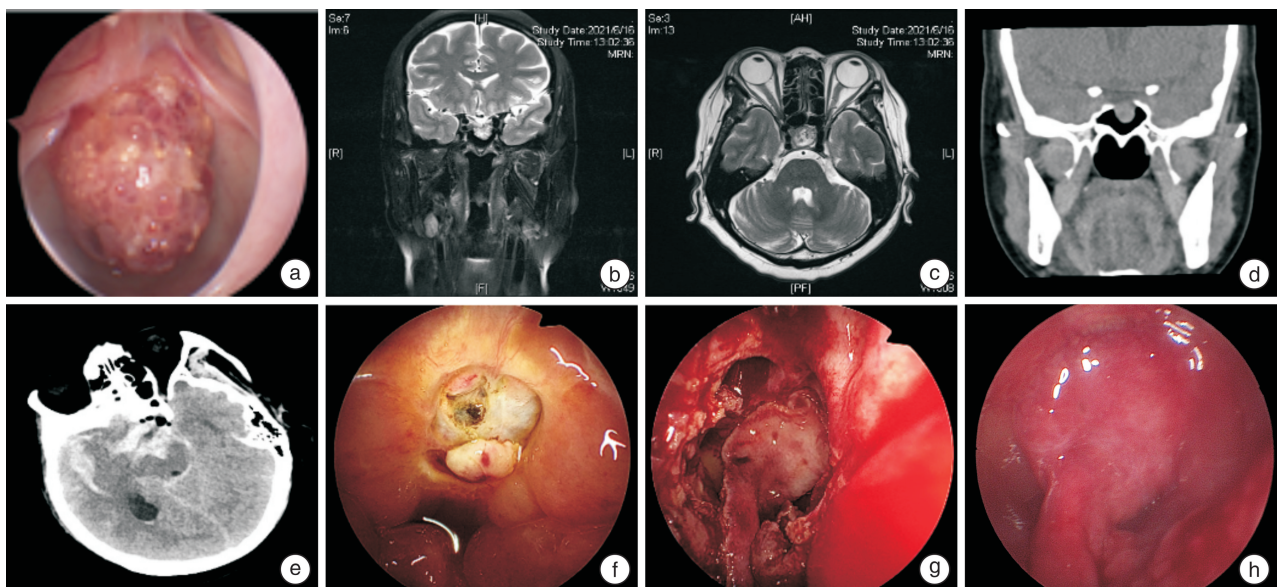 a
Se:7
Im:6
[H]
Study Date:2021/6/16
Study Time:13:02:36
MRN:
[R]
[L]
[F]
b
Se:3
Im:13
[AH]
Study Date:2021/6/16
Study Time:13:02:36
MRN:
[R]
[L]
[PF]
c
d
e
f
g
h